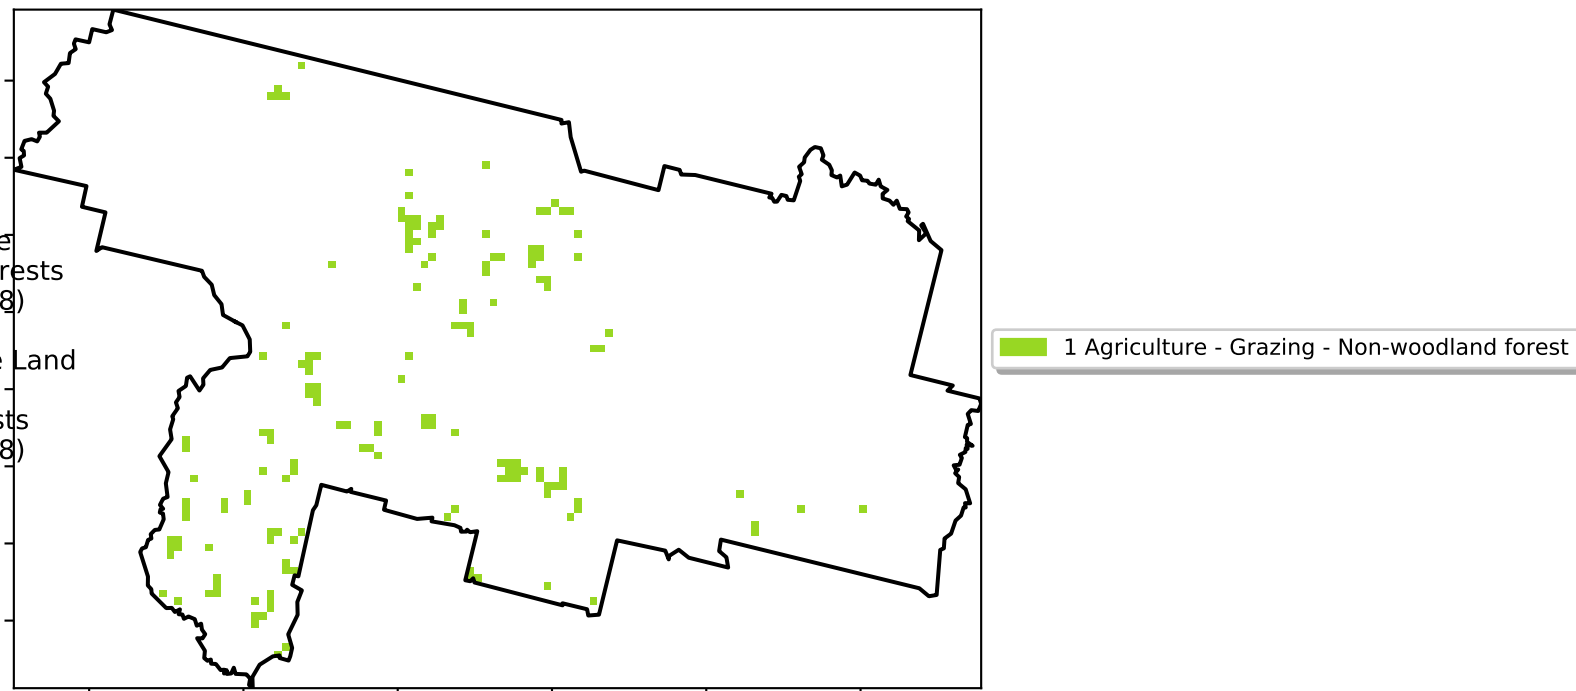 e
rests
8)
1 Agriculture - Grazing - Non-woodland forest
e Land
sts
8)